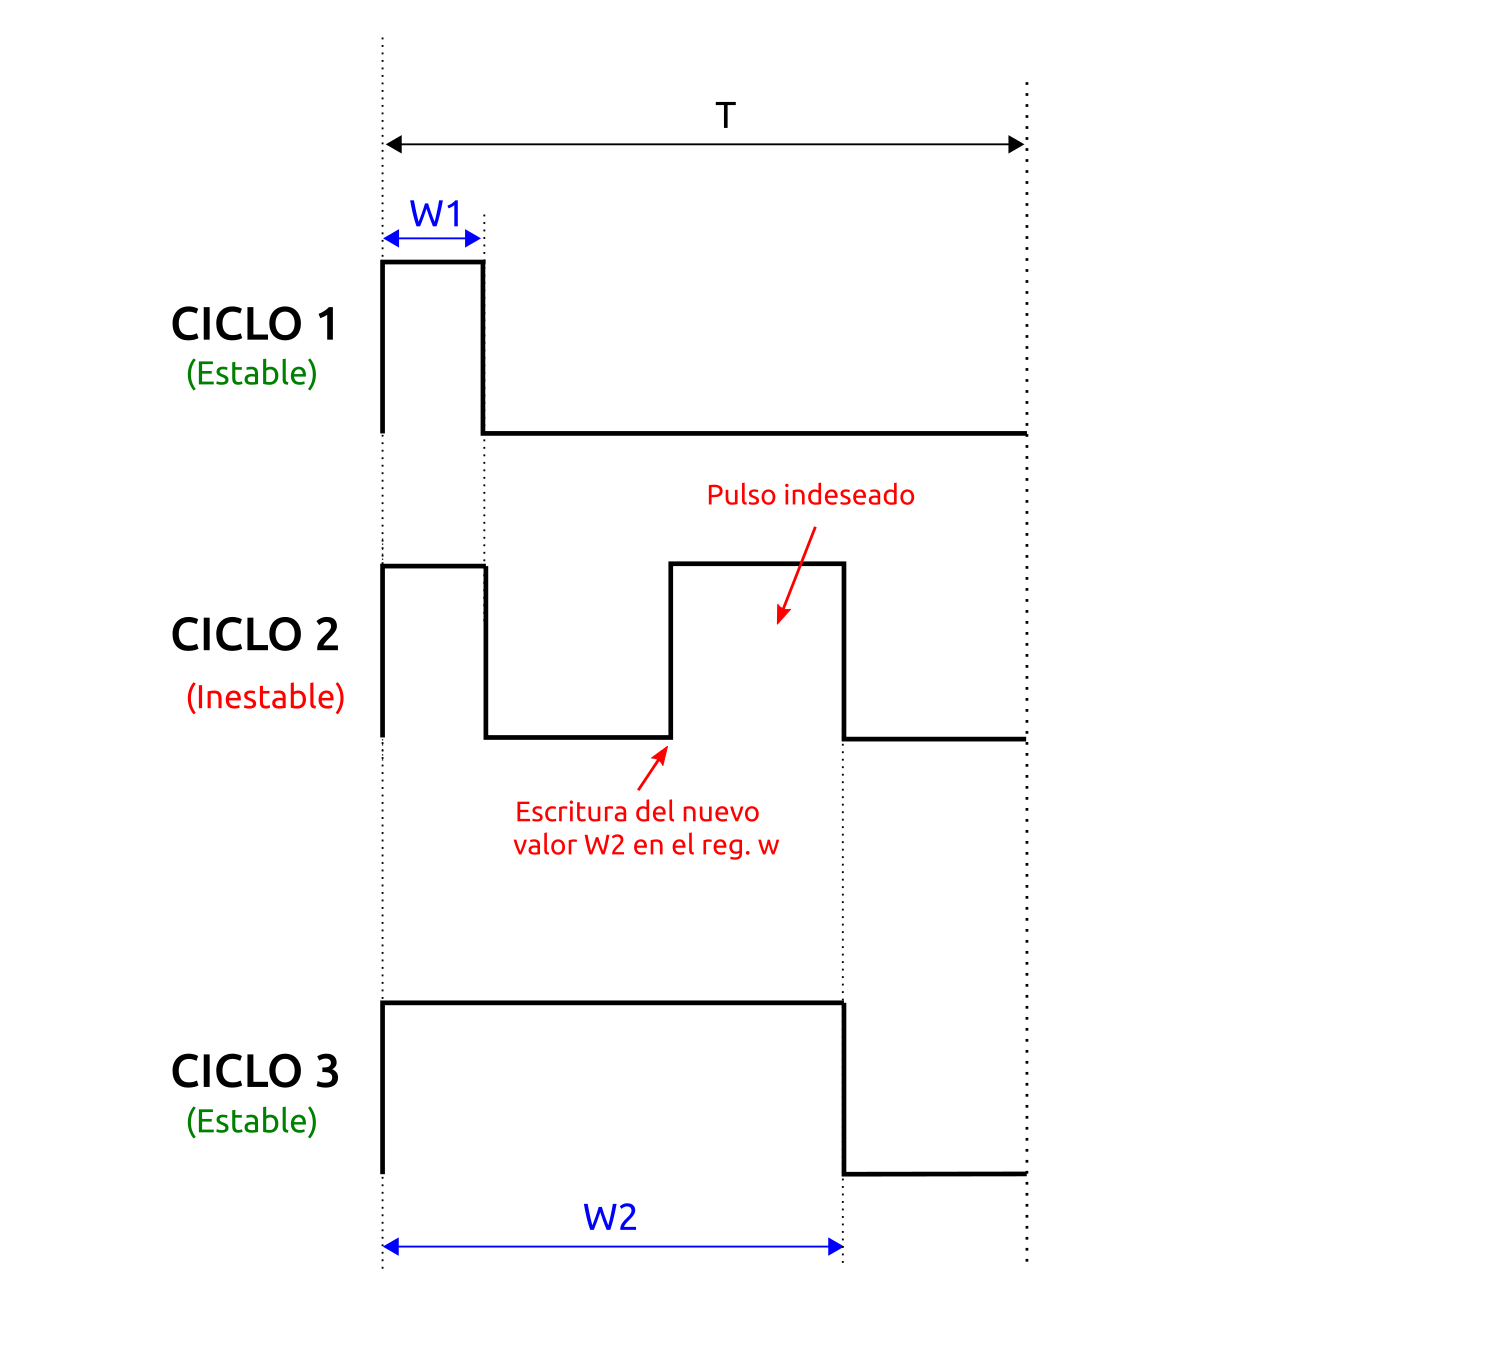 T
W1
CICLO 1
(Estable)
Pulso indeseado
CICLO 2
(Inestable)
Escritura del nuevo
valor W2 en el reg. w
CICLO 3
(Estable)
W2